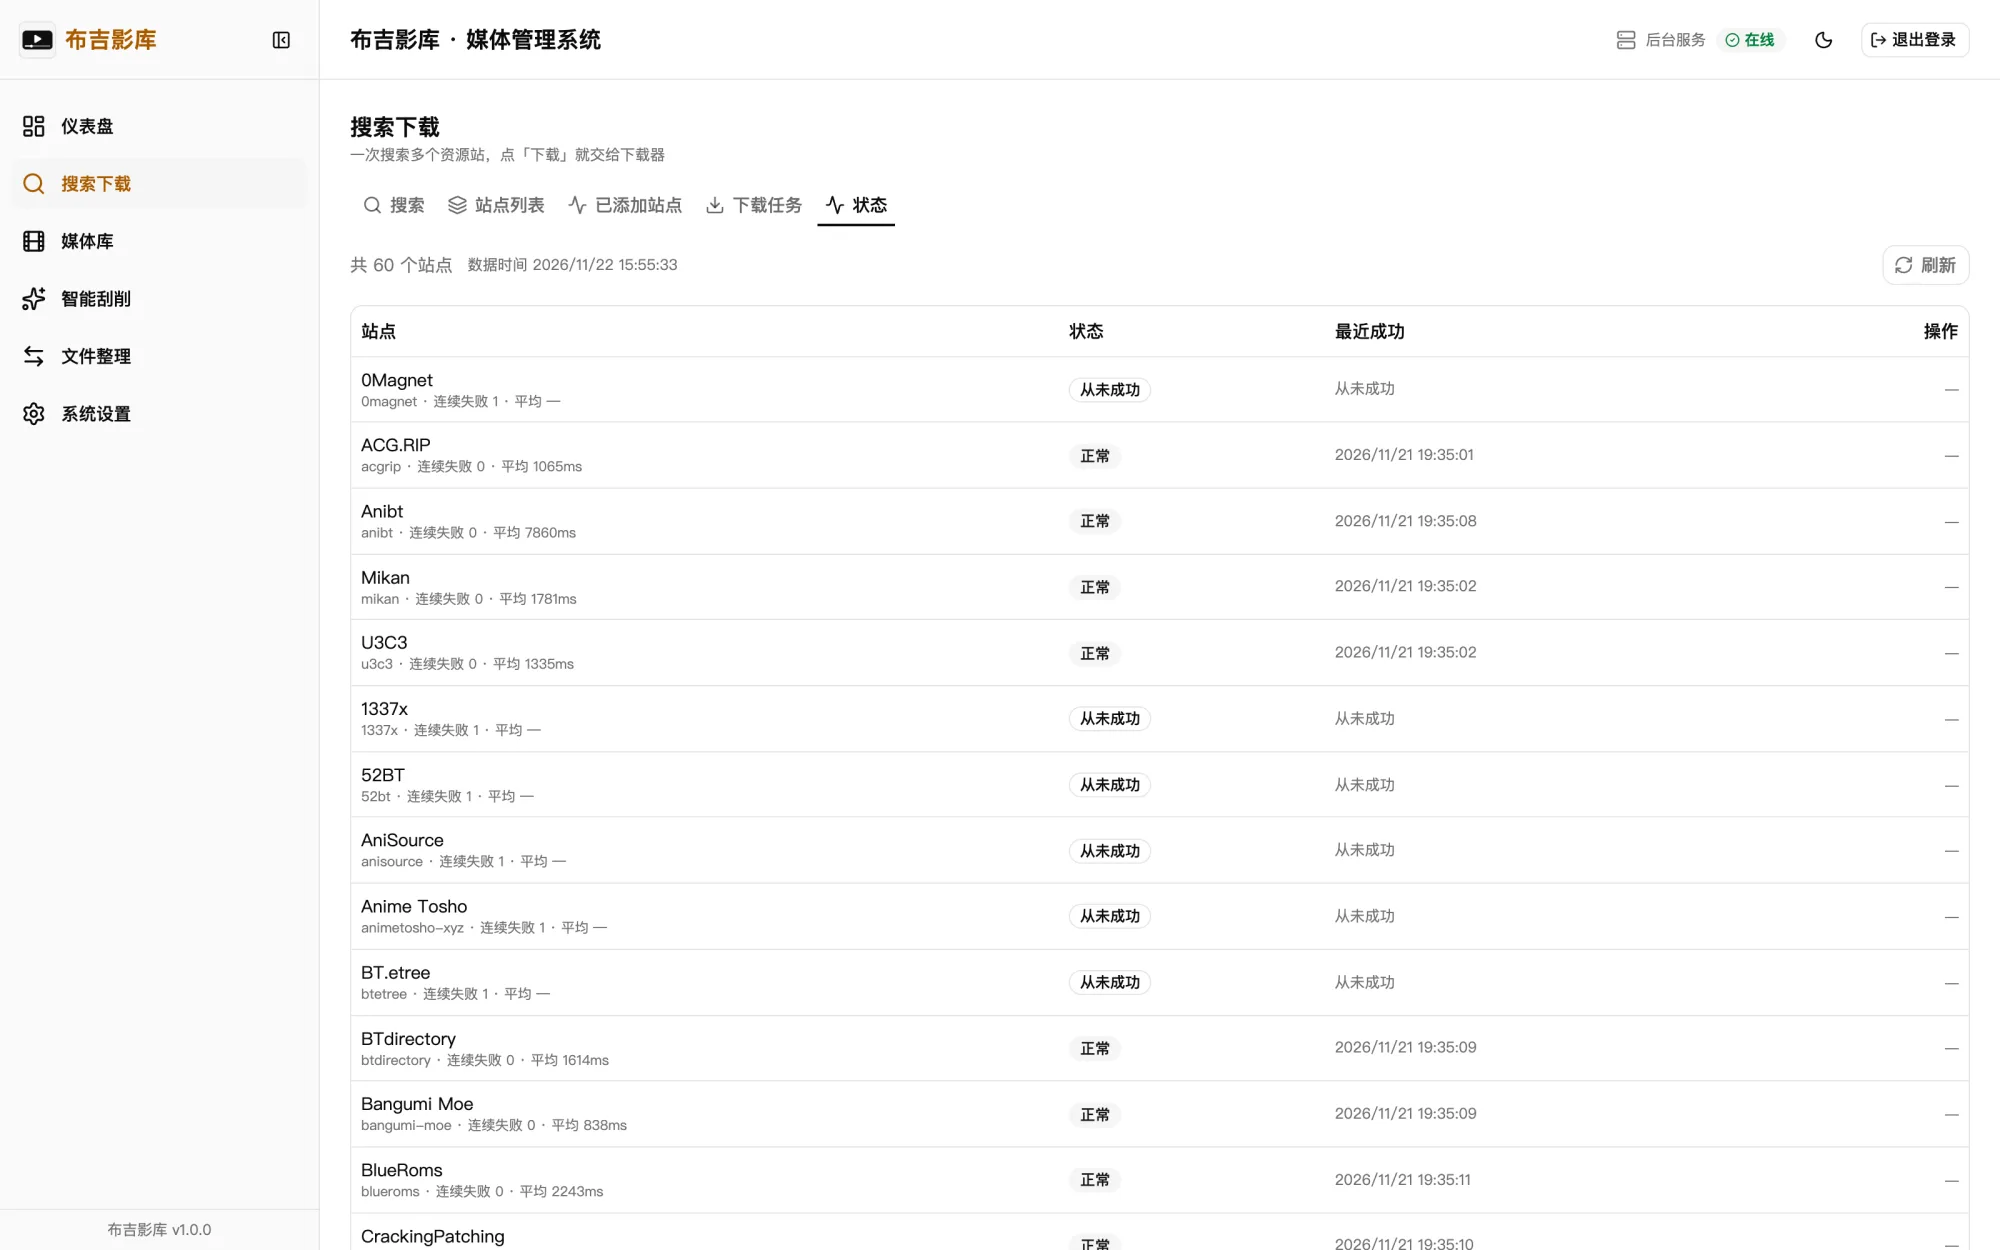 布吉影库
布吉影库 · 媒体管理系统
后台服务
在线
退出登录
仪表盘
搜索下载
媒体库
智能刮削
文件整理
系统设置
布吉影库 v1.0.0
搜索下载
一次搜索多个资源站，点「下载」就交给下载器
搜索 站点列表 已添加站点 下载任务 状态
共 60 个站点 数据时间 2026/11/22 15:55:33
刷新
站点 状态 最近成功 操作
0Magnet
0magnet · 连续失败 1 · 平均 —
从未成功 从未成功 —
ACG.RIP
acgrip · 连续失败 0 · 平均 1065ms
正常 2026/11/21 19:35:01 —
Anibt
anibt · 连续失败 0 · 平均 7860ms
正常 2026/11/21 19:35:08 —
Mikan
mikan · 连续失败 0 · 平均 1781ms
正常 2026/11/21 19:35:02 —
U3C3
u3c3 · 连续失败 0 · 平均 1335ms
正常 2026/11/21 19:35:02 —
1337x
1337x · 连续失败 1 · 平均 —
从未成功 从未成功 —
52BT
52bt · 连续失败 1 · 平均 —
从未成功 从未成功 —
AniSource
anisource · 连续失败 1 · 平均 —
从未成功 从未成功 —
Anime Tosho
animetosho-xyz · 连续失败 1 · 平均 —
从未成功 从未成功 —
BT.etree
btetree · 连续失败 1 · 平均 —
从未成功 从未成功 —
BTdirectory
btdirectory · 连续失败 0 · 平均 1614ms
正常 2026/11/21 19:35:09 —
Bangumi Moe
bangumi-moe · 连续失败 0 · 平均 838ms
正常 2026/11/21 19:35:09 —
BlueRoms
blueroms · 连续失败 0 · 平均 2243ms
正常 2026/11/21 19:35:11 —
CrackingPatching
正常 2026/11/21 19:35:10 —